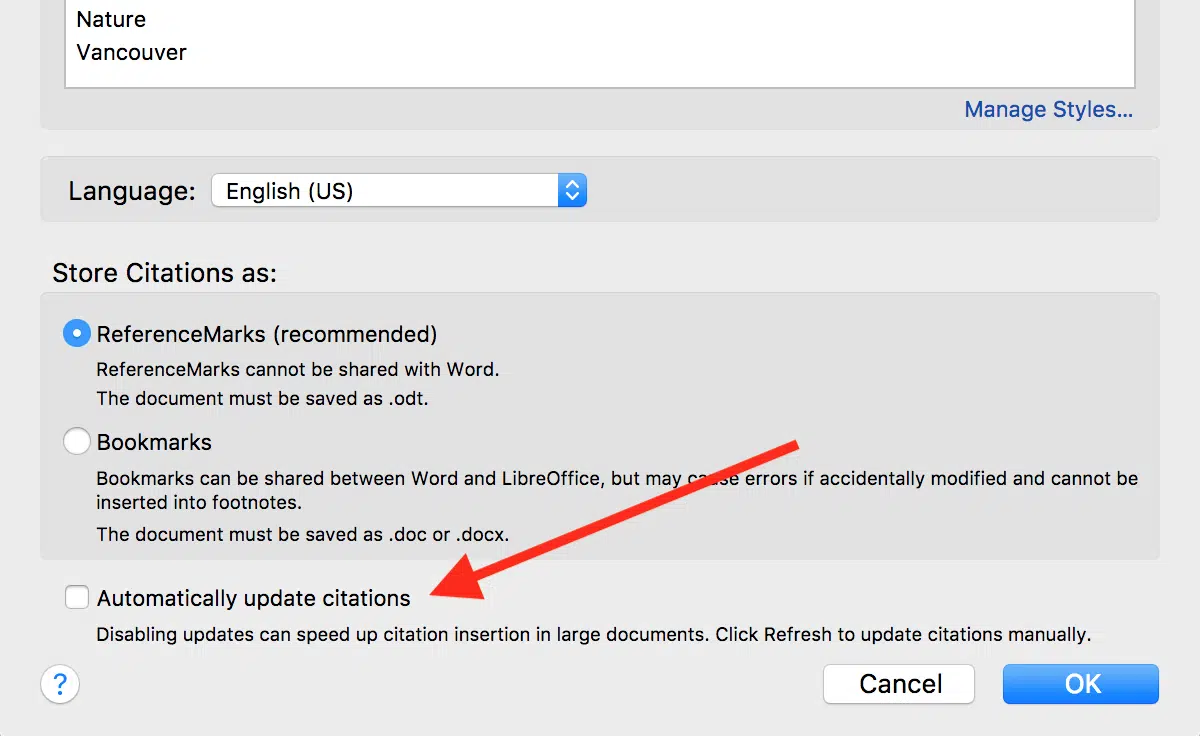 Nature
Vancouver
Manage Styles...
Language: English (US)
Store Citations as:
ReferenceMarks (recommended)
ReferenceMarks cannot be shared with Word.
The document must be saved as .odt.
Bookmarks
Bookmarks can be shared between Word and LibreOffice, but may cause errors if accidentally modified and cannot be
inserted into footnotes.
The document must be saved as .doc or .docx.
Automatically update citations
Disabling updates can speed up citation insertion in large documents. Click Refresh to update citations manually.
? Cancel OK